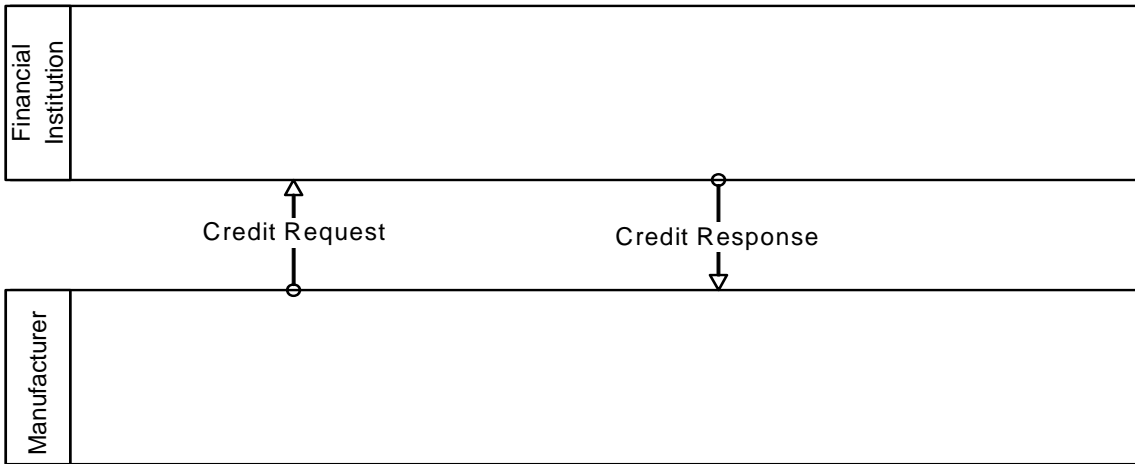 Financial
Institution
Credit Request
Credit Response
Manufacturer